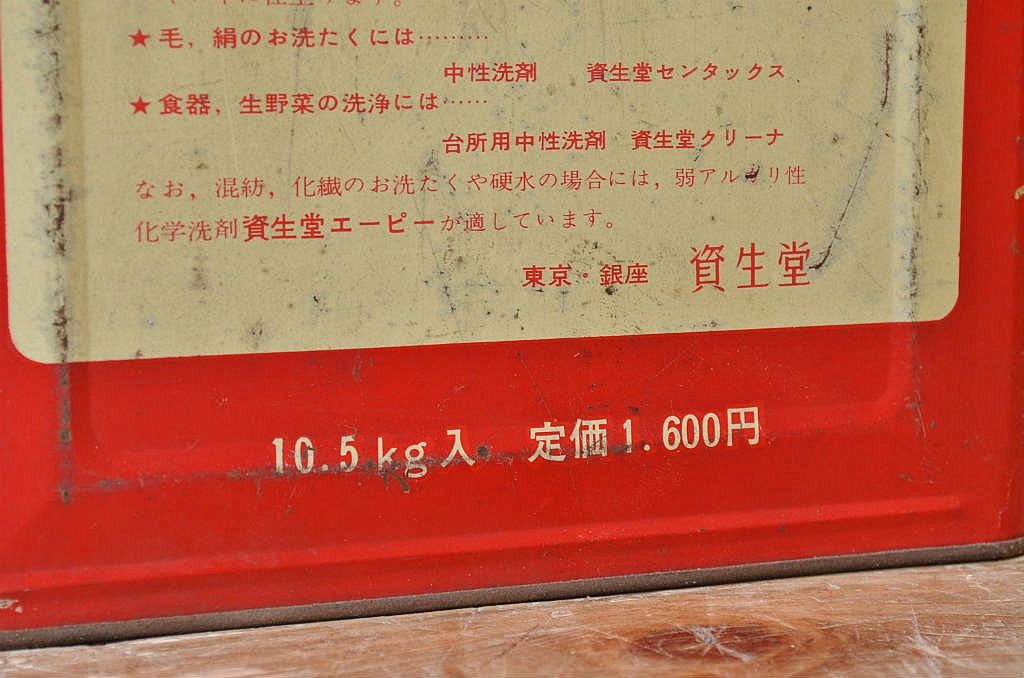 ★毛，絹のお洗たくには………
中性洗剤　資生堂センタックス
★食器，生野菜の洗浄には……
台所用中性洗剤　資生堂クリーナ
なお，混紡，化繊のお洗たくや硬水の場合には，弱アルカリ性
化学洗剤資生堂エーピーが適しています。
東京・銀座　資生堂
10.5kg入　定価1.600円